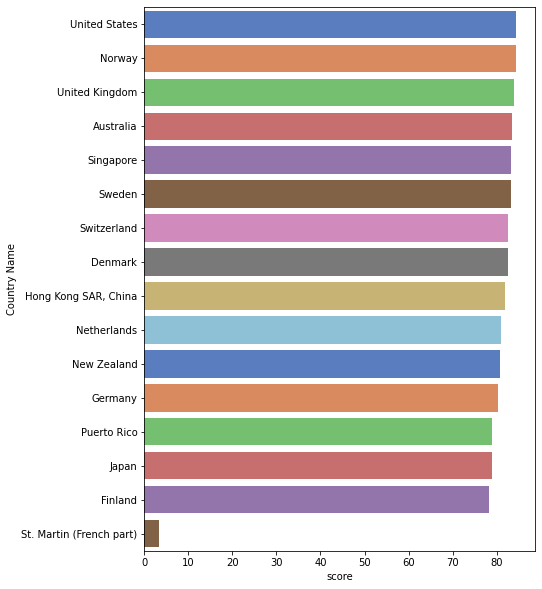 United States
Norway
United Kingdom
Australia
Singapore
Sweden
Switzerland
Denmark
Hong Kong SAR, China
Netherlands
New Zealand
Germany
Puerto Rico
Japan
Finland
St. Martin (French part)
Country Name
0 10 20 30 40 50 60 70 80
score